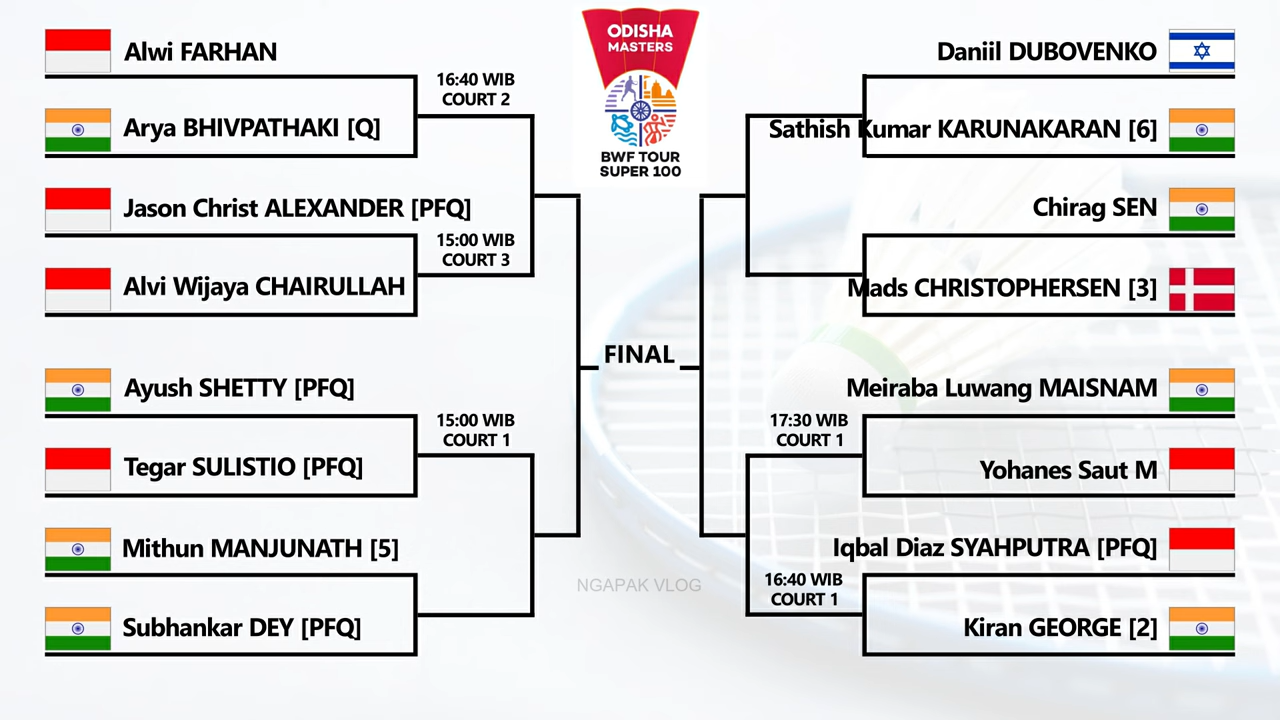 Alwi FARHAN
16:40 WIB
COURT 2
Arya BHIVPATHAKI [Q]
Jason Christ ALEXANDER [PFQ]
15:00 WIB
COURT 3
Alvi Wijaya CHAIRULLAH
Ayush SHETTY [PFQ]
15:00 WIB
COURT 1
Tegar SULISTIO [PFQ]
Mithun MANJUNATH [5]
Subhankar DEY [PFQ]
ODISHA
MASTERS
BWF TOUR
SUPER 100
FINAL
NGAPAK VLOG
Daniil DUBOVENKO
Sathish Kumar KARUNAKARAN [6]
Chirag SEN
Mads CHRISTOPHERSEN [3]
Meiraba Luwang MAISNAM
17:30 WIB
COURT 1
Yohanes Saut M
Iqbal Diaz SYAHPUTRA [PFQ]
16:40 WIB
COURT 1
Kiran GEORGE [2]